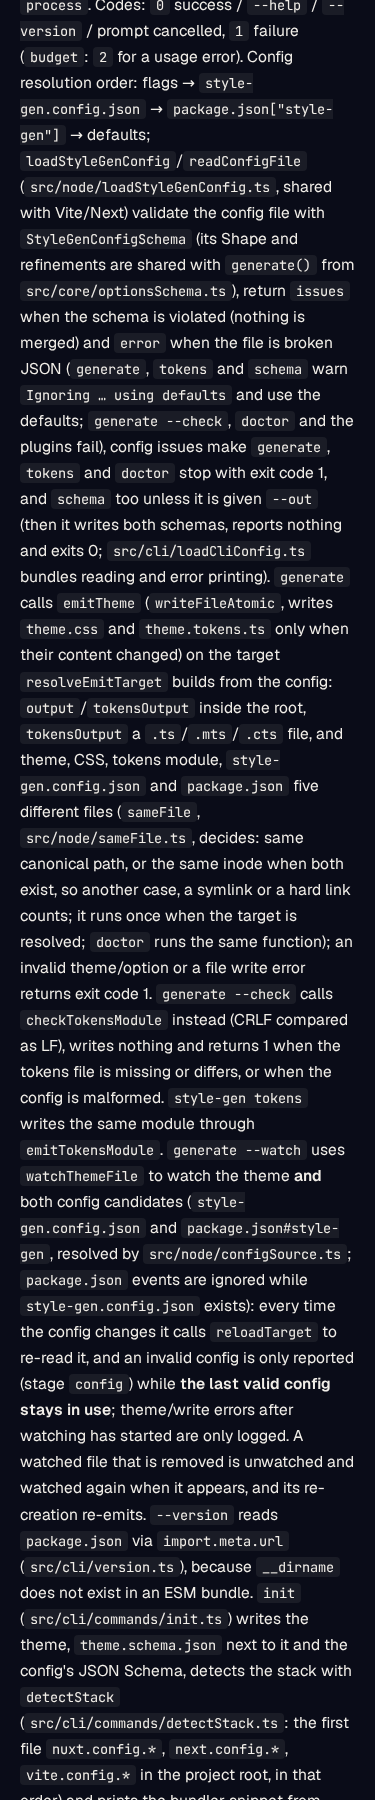 process . Codes: 0 success / --help / --
version / prompt cancelled, 1 failure
( budget : 2 for a usage error). Config
resolution order: flags → style-
gen.config.json → package.json["style-
gen"] → defaults;
loadStyleGenConfig / readConfigFile
( src/node/loadStyleGenConfig.ts , shared
with Vite/Next) validate the config file with
StyleGenConfigSchema (its Shape and
refinements are shared with generate() from
src/core/optionsSchema.ts ), return issues
when the schema is violated (nothing is
merged) and error when the file is broken
JSON ( generate , tokens and schema warn
Ignoring … using defaults and use the
defaults; generate --check , doctor and the
plugins fail), config issues make generate ,
tokens and doctor stop with exit code 1,
and schema too unless it is given --out
(then it writes both schemas, reports nothing
and exits 0; src/cli/loadCliConfig.ts
bundles reading and error printing). generate
calls emitTheme ( writeFileAtomic , writes
theme.css and theme.tokens.ts only when
their content changed) on the target
resolveEmitTarget builds from the config:
output / tokensOutput inside the root,
tokensOutput a .ts / .mts / .cts file, and
theme, CSS, tokens module, style-
gen.config.json and package.json five
different files ( sameFile ,
src/node/sameFile.ts , decides: same
canonical path, or the same inode when both
exist, so another case, a symlink or a hard link
counts; it runs once when the target is
resolved; doctor runs the same function); an
invalid theme/option or a file write error
returns exit code 1. generate --check calls
checkTokensModule instead (CRLF compared
as LF), writes nothing and returns 1 when the
tokens file is missing or differs, or when the
config is malformed. style-gen tokens
writes the same module through
emitTokensModule . generate --watch uses
watchThemeFile to watch the theme and
both config candidates ( style-
gen.config.json and package.json#style-
gen , resolved by src/node/configSource.ts ;
package.json events are ignored while
style-gen.config.json exists): every time
the config changes it calls reloadTarget to
re-read it, and an invalid config is only reported
(stage config ) while the last valid config
stays in use; theme/write errors after
watching has started are only logged. A
watched file that is removed is unwatched and
watched again when it appears, and its re-
creation re-emits. --version reads
package.json via import.meta.url
( src/cli/version.ts ), because __dirname
does not exist in an ESM bundle. init
( src/cli/commands/init.ts ) writes the
theme, theme.schema.json next to it and the
config's JSON Schema, detects the stack with
detectStack
( src/cli/commands/detectStack.ts : the first
file nuxt.config.* , next.config.* ,
vite.config.* in the project root, in that
order) and prints the bundler snippet from